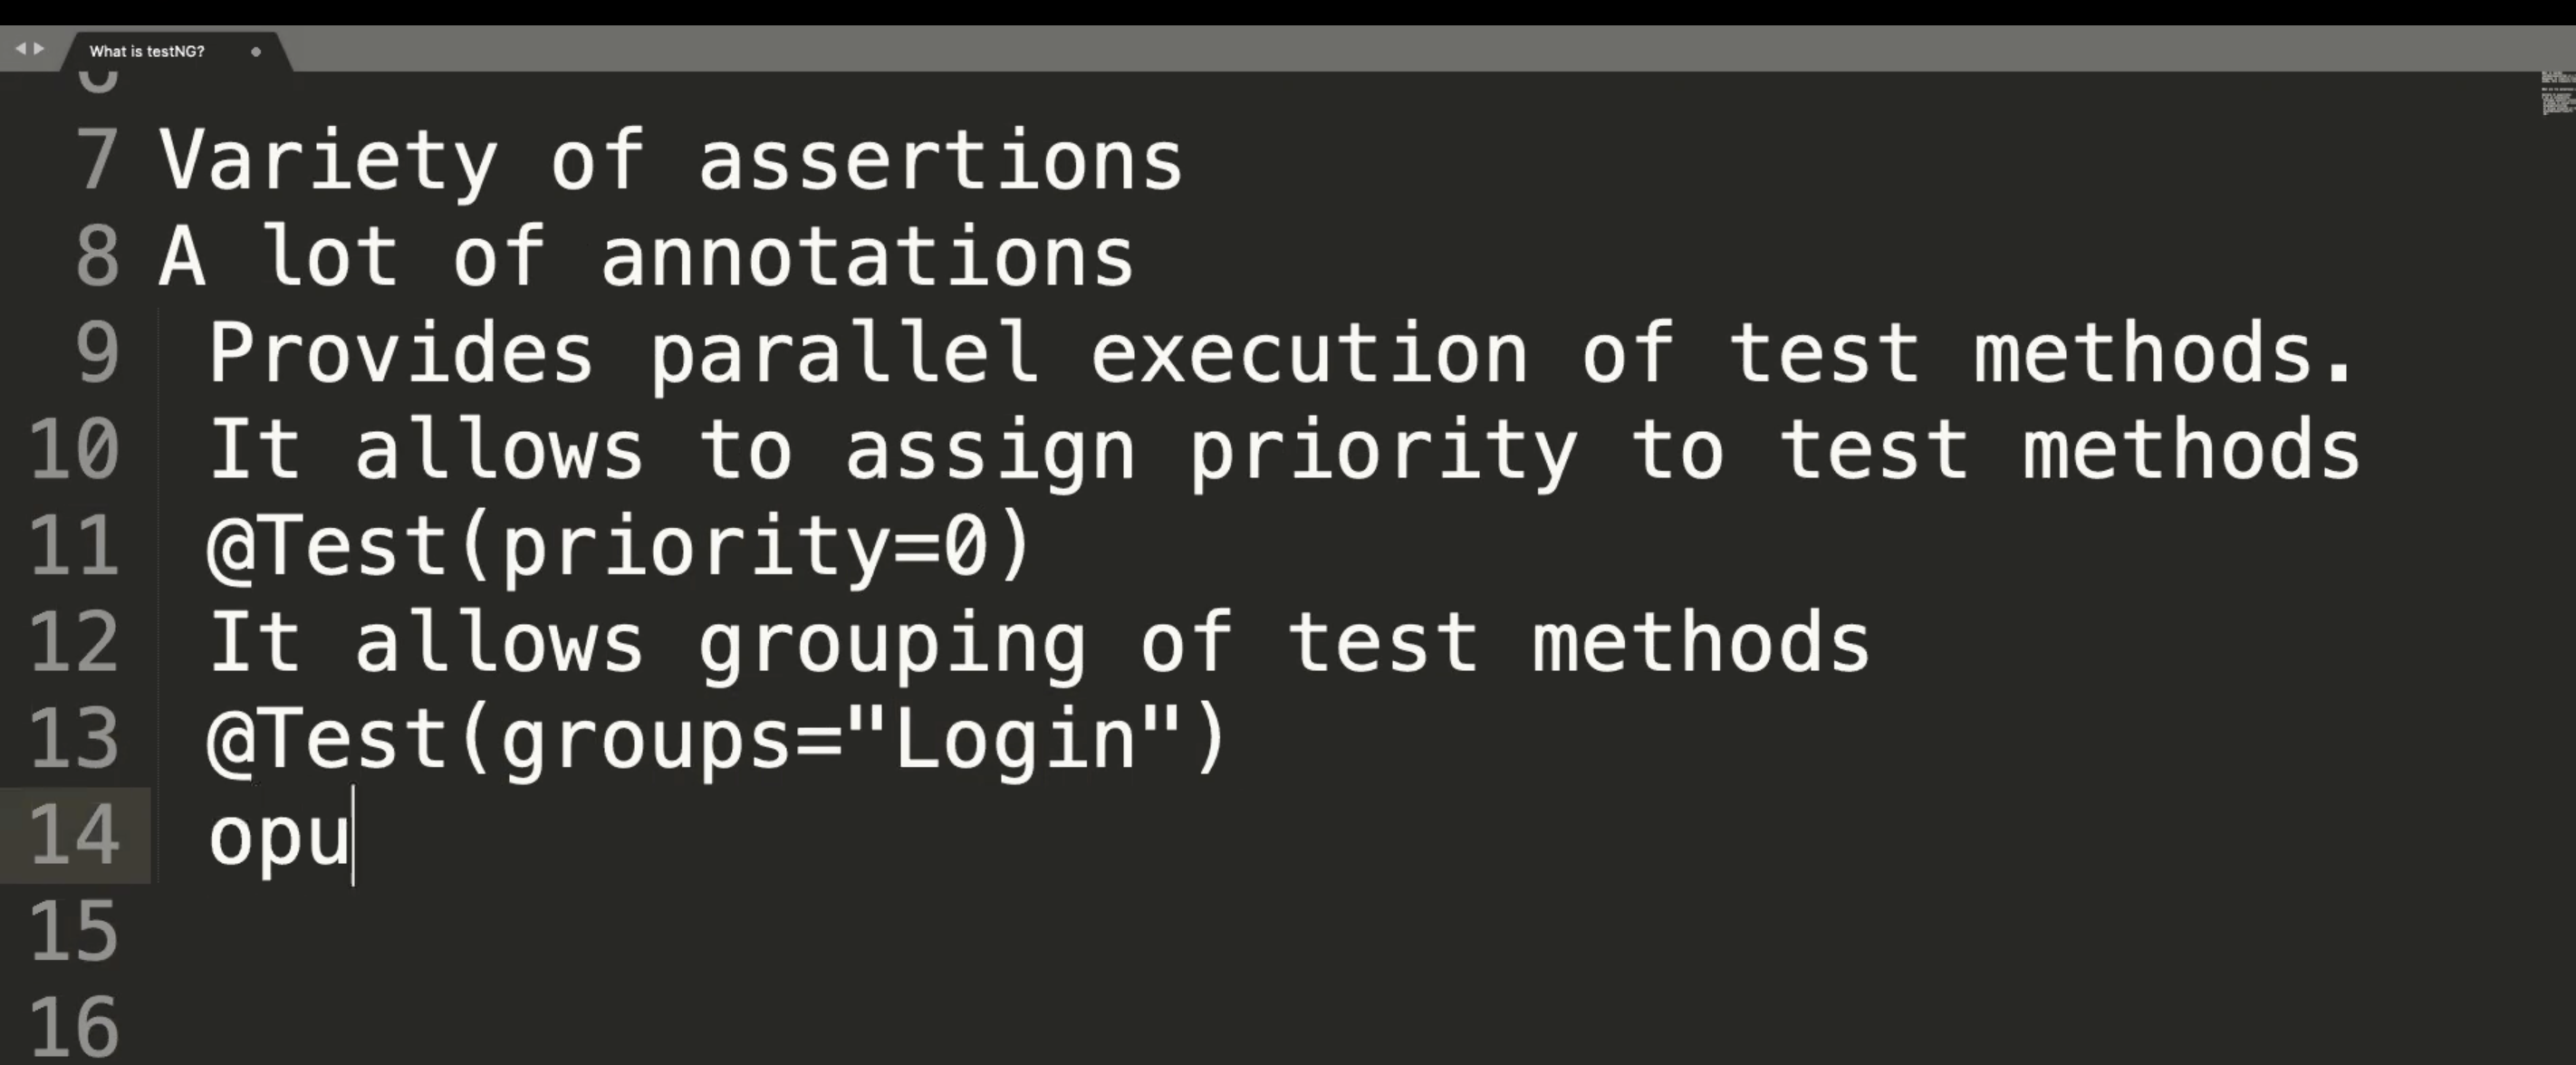 What is testNG?
6
7 Variety of assertions
8 A lot of annotations
9 Provides parallel execution of test methods.
10 It allows to assign priority to test methods
11 @Test(priority=0)
12 It allows grouping of test methods
13 @Test(groups="Login")
14 opu
15
16